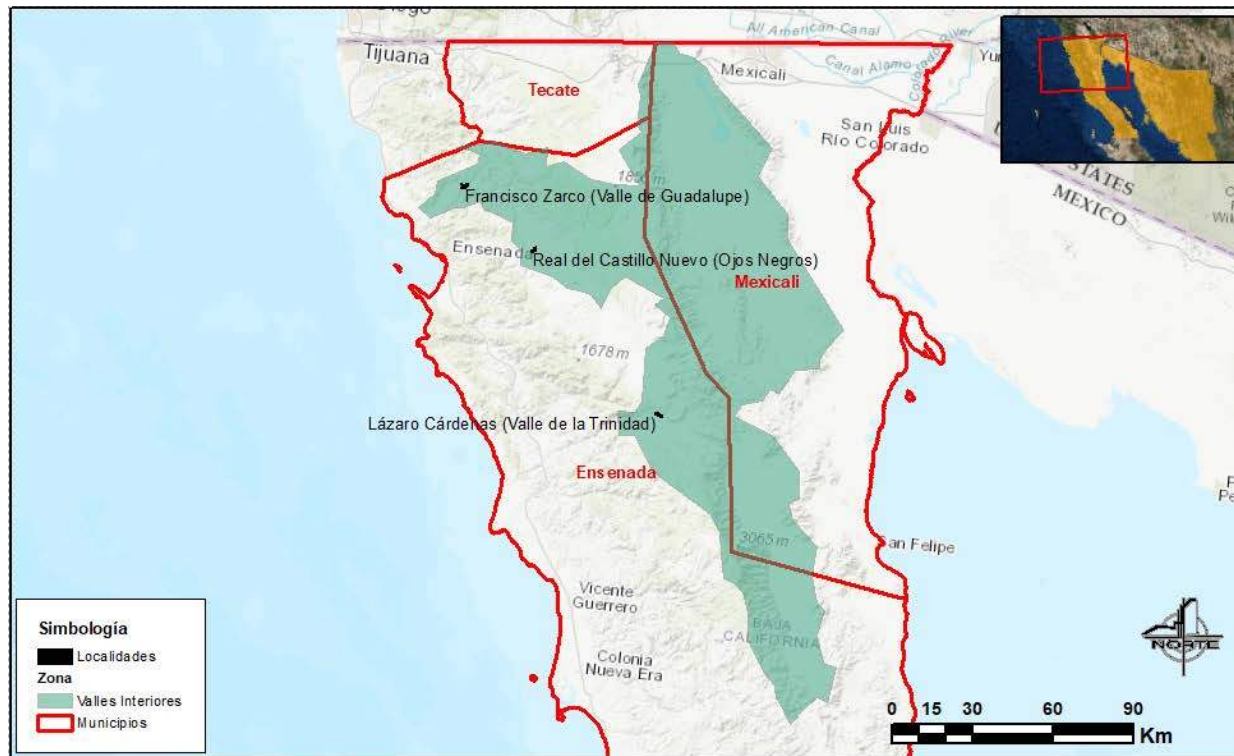 All American Canal
Tijuana
Mexicali
Canal Alamo
Colorado River
Tecate
San Luis
Río Colorado
STATES
MEXICO
Francisco Zarco (Valle de Guadalupe)
Ensenada
Real del Castillo Nuevo (Ojos Negros)
Mexicali
1678 m
Lázaro Cárdenas (Valle de la Trinidad)
Ensenada
3065 m
San Felipe
Vicente
Guerrero
BAJA
CALIFORNIA
Colonia
Nueva Era
Simbología
Localidades
Zona
Valles Interiores
Municipios
NORTE
0 15 30 60 90
Km